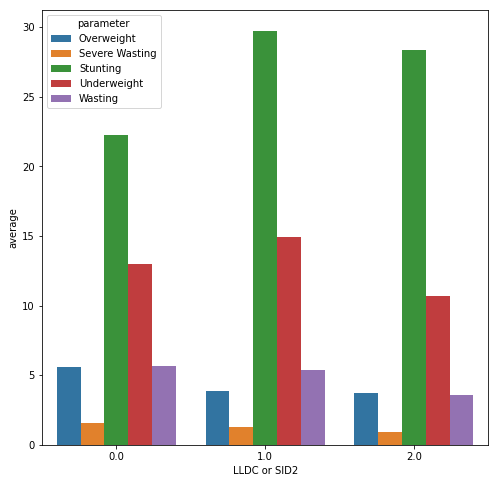 parameter
Overweight
Severe Wasting
Stunting
Underweight
Wasting
30
25
20
15
10
5
0
average
0.0 1.0 2.0
LLDC or SID2